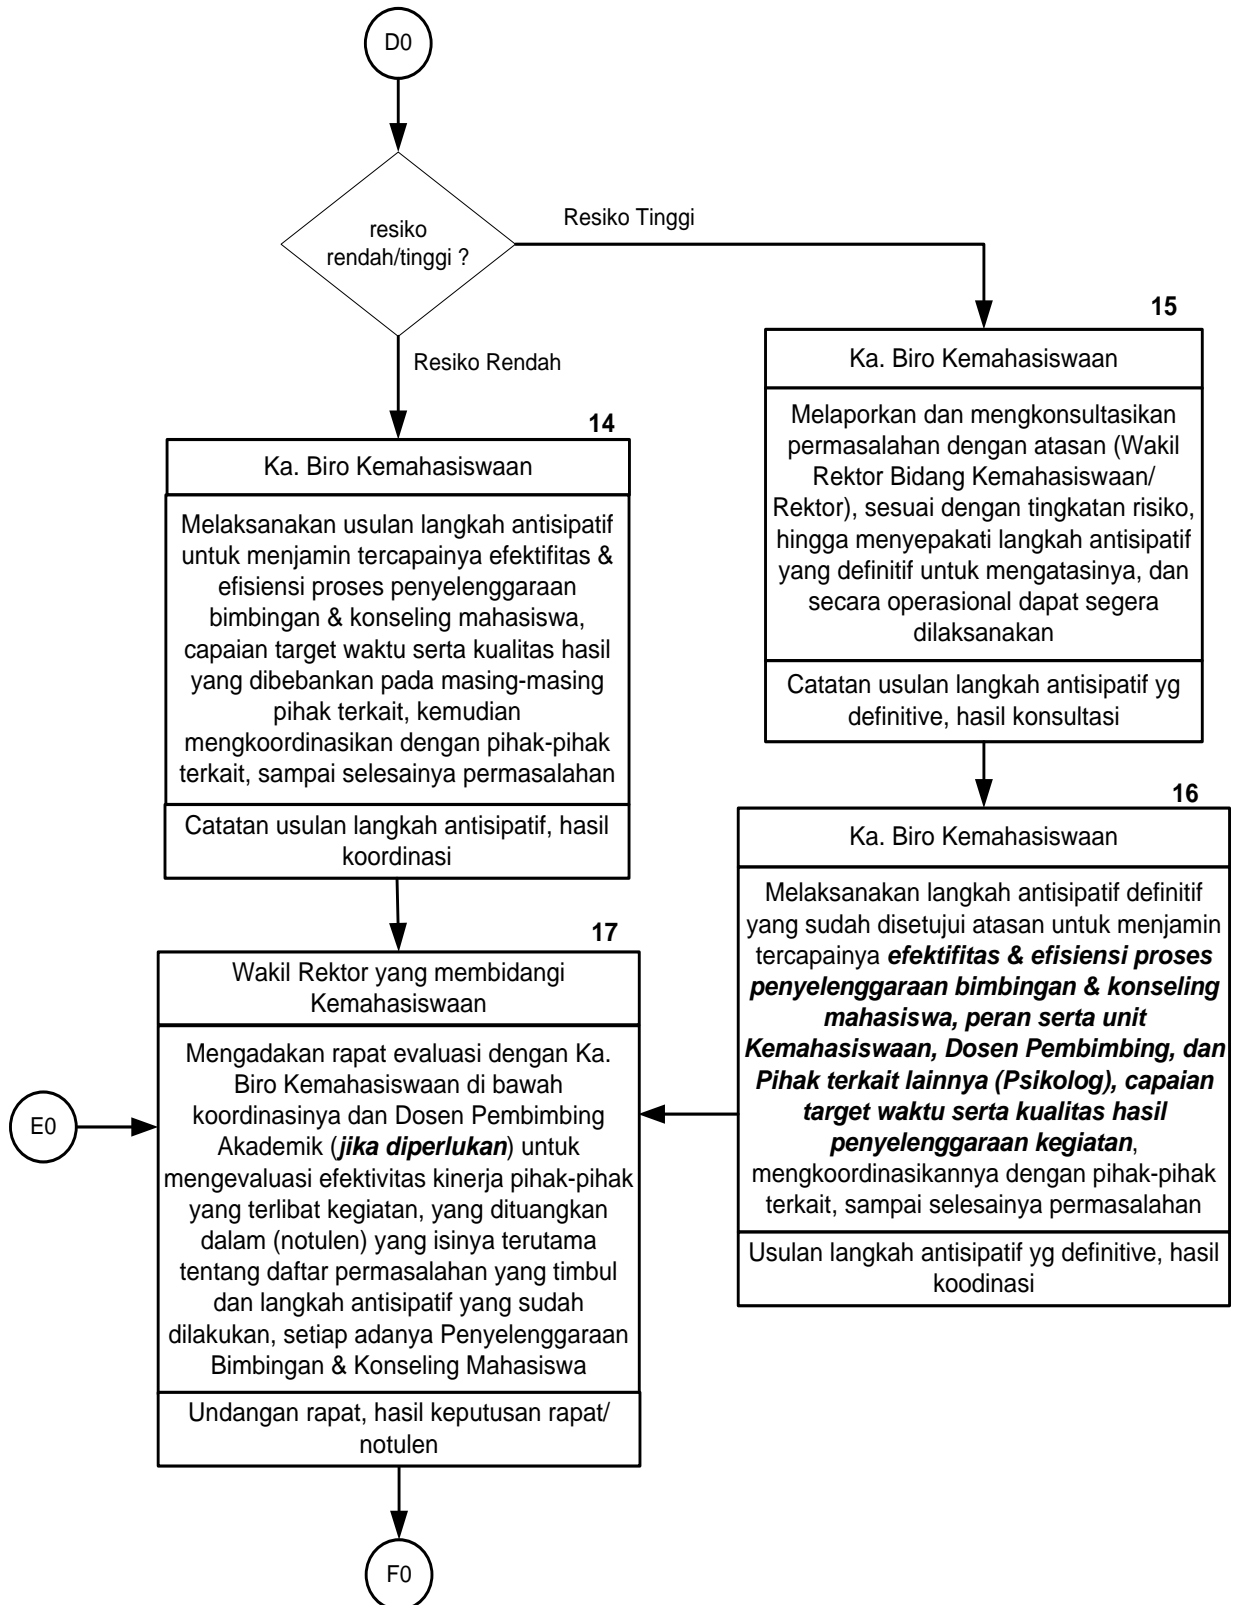 D0
resiko
rendah/tinggi ?
Resiko Tinggi
Resiko Rendah
14
Ka. Biro Kemahasiswaan
Melaksanakan usulan langkah antisipatif
untuk menjamin tercapainya efektifitas &
efisiensi proses penyelenggaraan
bimbingan & konseling mahasiswa,
capaian target waktu serta kualitas hasil
yang dibebankan pada masing-masing
pihak terkait, kemudian
mengkoordinasikan dengan pihak-pihak
terkait, sampai selesainya permasalahan
Catatan usulan langkah antisipatif, hasil
koordinasi
15
Ka. Biro Kemahasiswaan
Melaporkan dan mengkonsultasikan
permasalahan dengan atasan (Wakil
Rektor Bidang Kemahasiswaan/
Rektor), sesuai dengan tingkatan risiko,
hingga menyepakati langkah antisipatif
yang definitif untuk mengatasinya, dan
secara operasional dapat segera
dilaksanakan
Catatan usulan langkah antisipatif yg
definitive, hasil konsultasi
16
Ka. Biro Kemahasiswaan
Melaksanakan langkah antisipatif definitif
yang sudah disetujui atasan untuk menjamin
tercapainya efektifitas & efisiensi proses
penyelenggaraan bimbingan & konseling
mahasiswa, peran serta unit
Kemahasiswaan, Dosen Pembimbing, dan
Pihak terkait lainnya (Psikolog), capaian
target waktu serta kualitas hasil
penyelenggaraan kegiatan,
mengkoordinasikannya dengan pihak-pihak
terkait, sampai selesainya permasalahan
Usulan langkah antisipatif yg definitive, hasil
koodinasi
17
Wakil Rektor yang membidangi
Kemahasiswaan
Mengadakan rapat evaluasi dengan Ka.
Biro Kemahasiswaan di bawah
koordinasinya dan Dosen Pembimbing
Akademik (jika diperlukan) untuk
mengevaluasi efektivitas kinerja pihak-pihak
yang terlibat kegiatan, yang dituangkan
dalam (notulen) yang isinya terutama
tentang daftar permasalahan yang timbul
dan langkah antisipatif yang sudah
dilakukan, setiap adanya Penyelenggaraan
Bimbingan & Konseling Mahasiswa
Undangan rapat, hasil keputusan rapat/
notulen
E0
F0